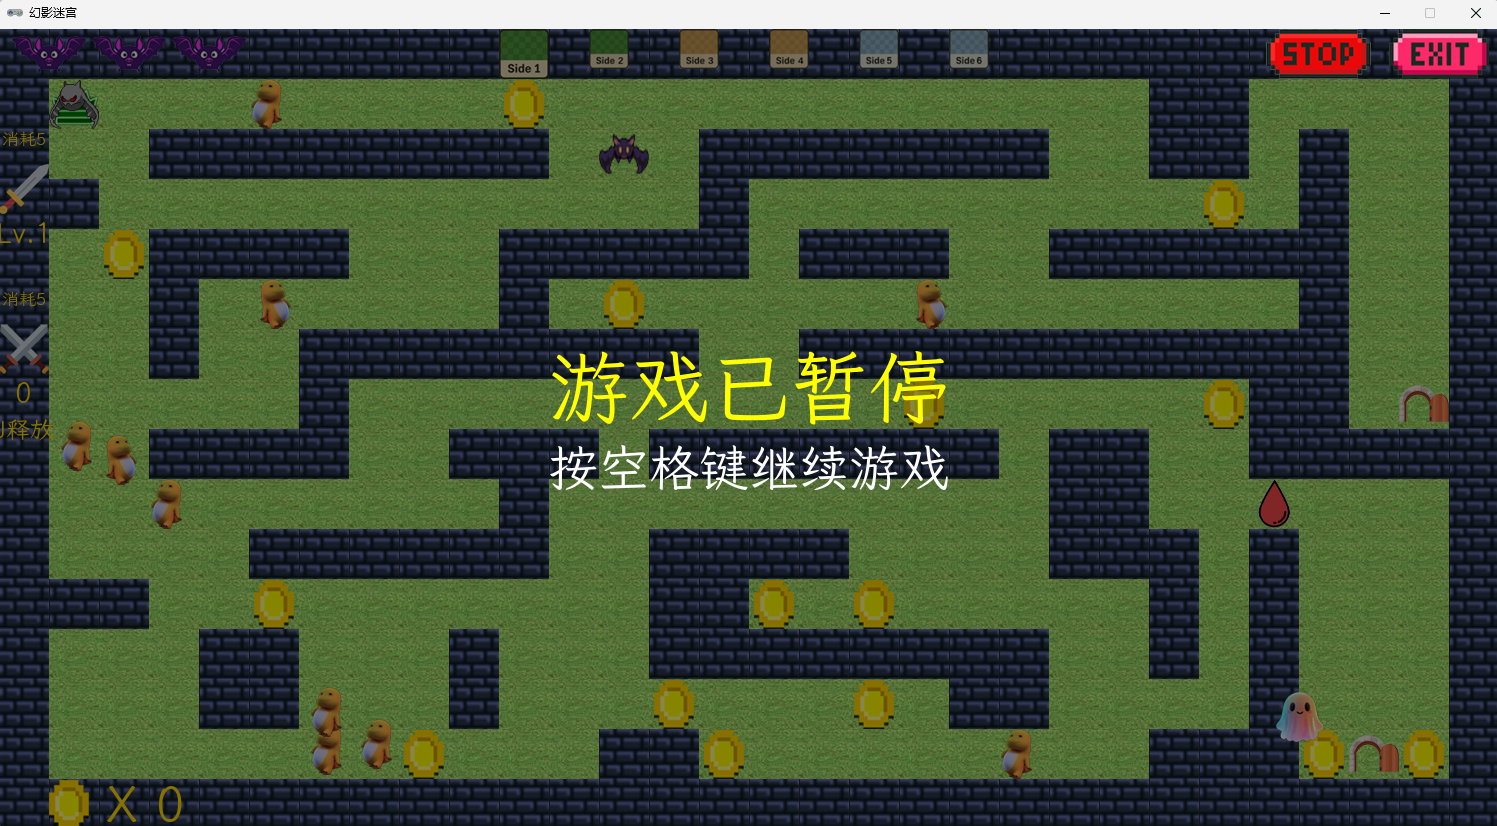 幻影迷宫
Side 1
Side 2
Side 3
Side 4
Side 5
Side 6
STOP
EXIT
消耗5
Lv.1
消耗5
0
释放
游戏已暂停
按空格键继续游戏
X 0